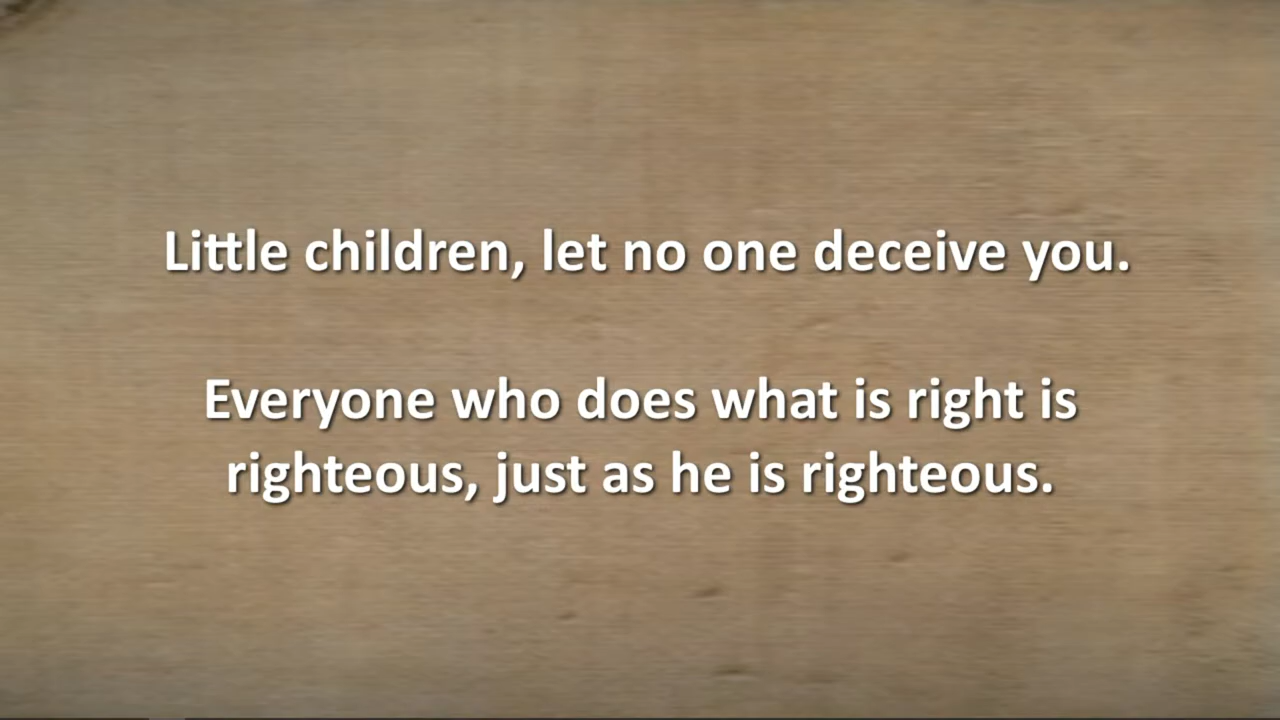 Little children, let no one deceive you.
Everyone who does what is right is
righteous, just as he is righteous.